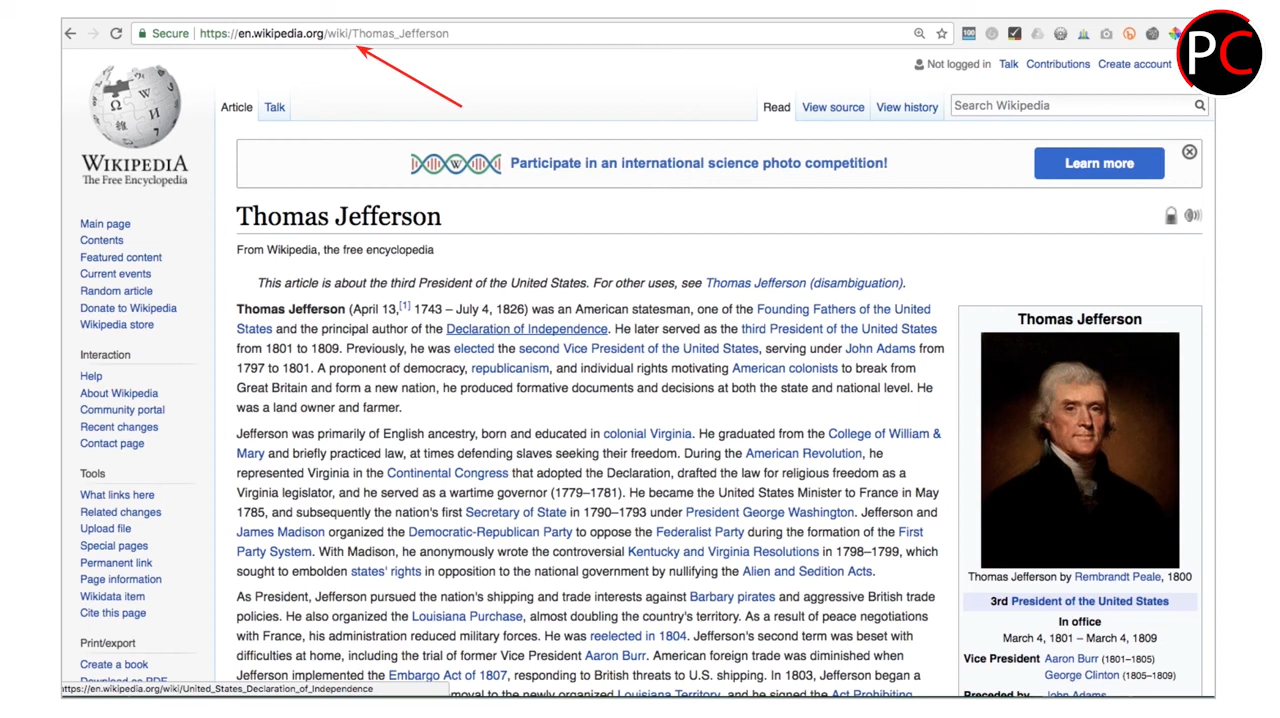 Secure https://en.wikipedia.org/wiki/Thomas_Jefferson
100
PC
Not logged in Talk Contributions Create account
Article Talk Read View source View history Search Wikipedia
WIKIPEDIA
The Free Encyclopedia
Participate in an international science photo competition! Learn more
Main page
Contents
Featured content
Current events
Random article
Donate to Wikipedia
Wikipedia store
Interaction
Help
About Wikipedia
Community portal
Recent changes
Contact page
Tools
What links here
Related changes
Upload file
Special pages
Permanent link
Page information
Wikidata item
Cite this page
Print/export
Create a book
Download as PDF
Thomas Jefferson
From Wikipedia, the free encyclopedia
This article is about the third President of the United States. For other uses, see Thomas Jefferson (disambiguation).
Thomas Jefferson (April 13,[1] 1743 – July 4, 1826) was an American statesman, one of the Founding Fathers of the United
States and the principal author of the Declaration of Independence. He later served as the third President of the United States
from 1801 to 1809. Previously, he was elected the second Vice President of the United States, serving under John Adams from
1797 to 1801. A proponent of democracy, republicanism, and individual rights motivating American colonists to break from
Great Britain and form a new nation, he produced formative documents and decisions at both the state and national level. He
was a land owner and farmer.
Jefferson was primarily of English ancestry, born and educated in colonial Virginia. He graduated from the College of William &
Mary and briefly practiced law, at times defending slaves seeking their freedom. During the American Revolution, he
represented Virginia in the Continental Congress that adopted the Declaration, drafted the law for religious freedom as a
Virginia legislator, and he served as a wartime governor (1779–1781). He became the United States Minister to France in May
1785, and subsequently the nation's first Secretary of State in 1790–1793 under President George Washington. Jefferson and
James Madison organized the Democratic-Republican Party to oppose the Federalist Party during the formation of the First
Party System. With Madison, he anonymously wrote the controversial Kentucky and Virginia Resolutions in 1798–1799, which
sought to embolden states' rights in opposition to the national government by nullifying the Alien and Sedition Acts.
As President, Jefferson pursued the nation's shipping and trade interests against Barbary pirates and aggressive British trade
policies. He also organized the Louisiana Purchase, almost doubling the country's territory. As a result of peace negotiations
with France, his administration reduced military forces. He was reelected in 1804. Jefferson's second term was beset with
difficulties at home, including the trial of former Vice President Aaron Burr. American foreign trade was diminished when
Jefferson implemented the Embargo Act of 1807, responding to British threats to U.S. shipping. In 1803, Jefferson began a
moval to the newly organized Louisiana Territory, and he signed the Act Prohibiting
Thomas Jefferson
Thomas Jefferson by Rembrandt Peale, 1800
3rd President of the United States
In office
March 4, 1801 – March 4, 1809
Vice President Aaron Burr (1801–1805)
George Clinton (1805–1809)
Preceded by John Adams
https://en.wikipedia.org/wiki/United_States_Declaration_of_Independence